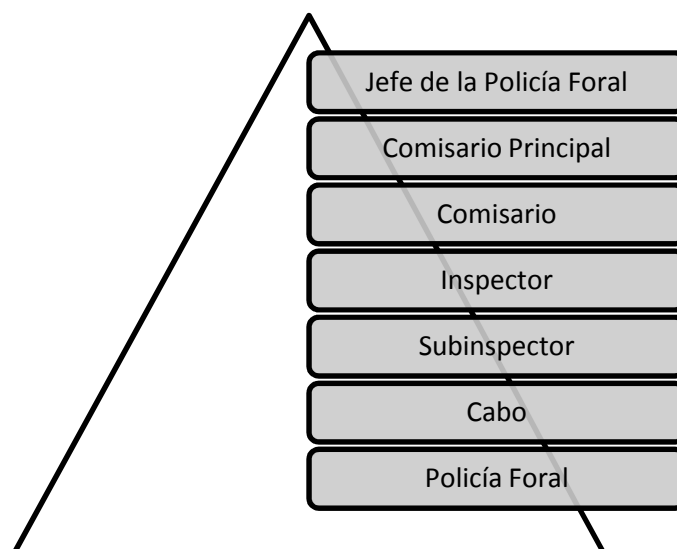 Jefe de la Policía Foral
Comisario Principal
Comisario
Inspector
Subinspector
Cabo
Policía Foral